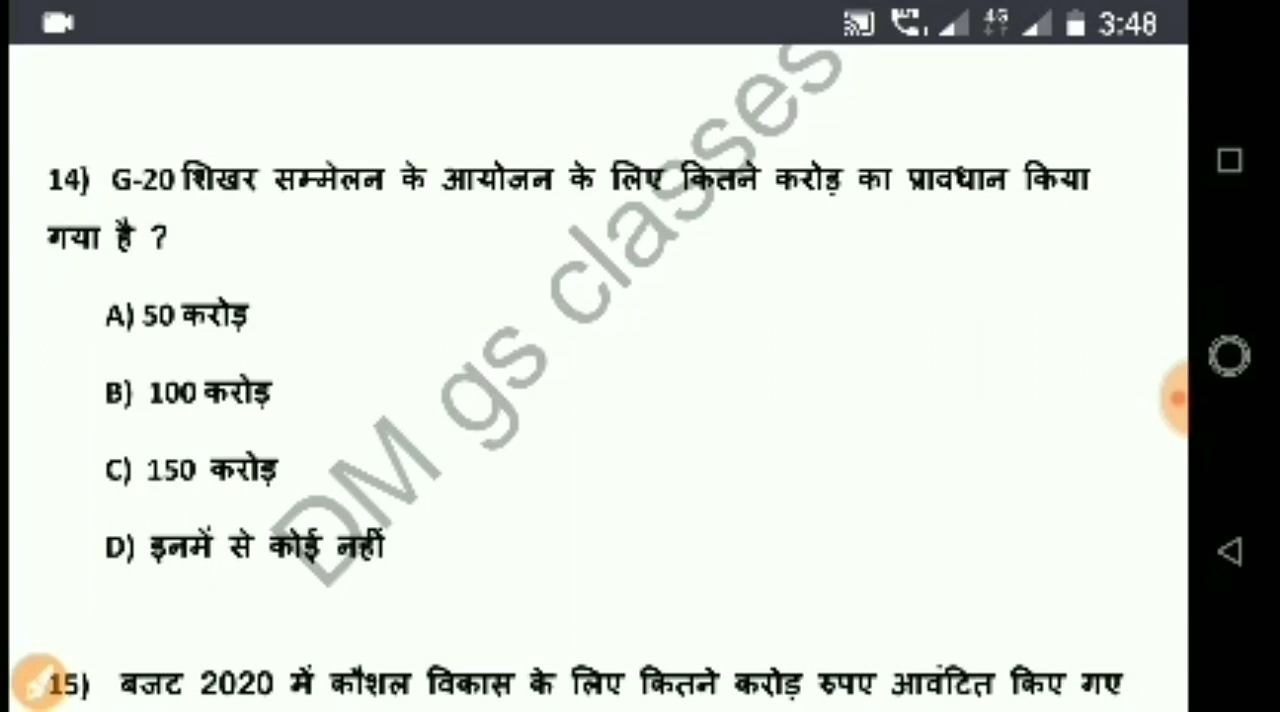 3:48
14) G-20 शिखर सम्मेलन के आयोजन के लिए कितने करोड़ का प्रावधान किया
गया है ?
A) 50 करोड़
B) 100 करोड़
C) 150 करोड़
D) इनमें से कोई नहीं
DM gs classes
15) बजट 2020 में कौशल विकास के लिए कितने करोड़ रुपए आवंटित किए गए